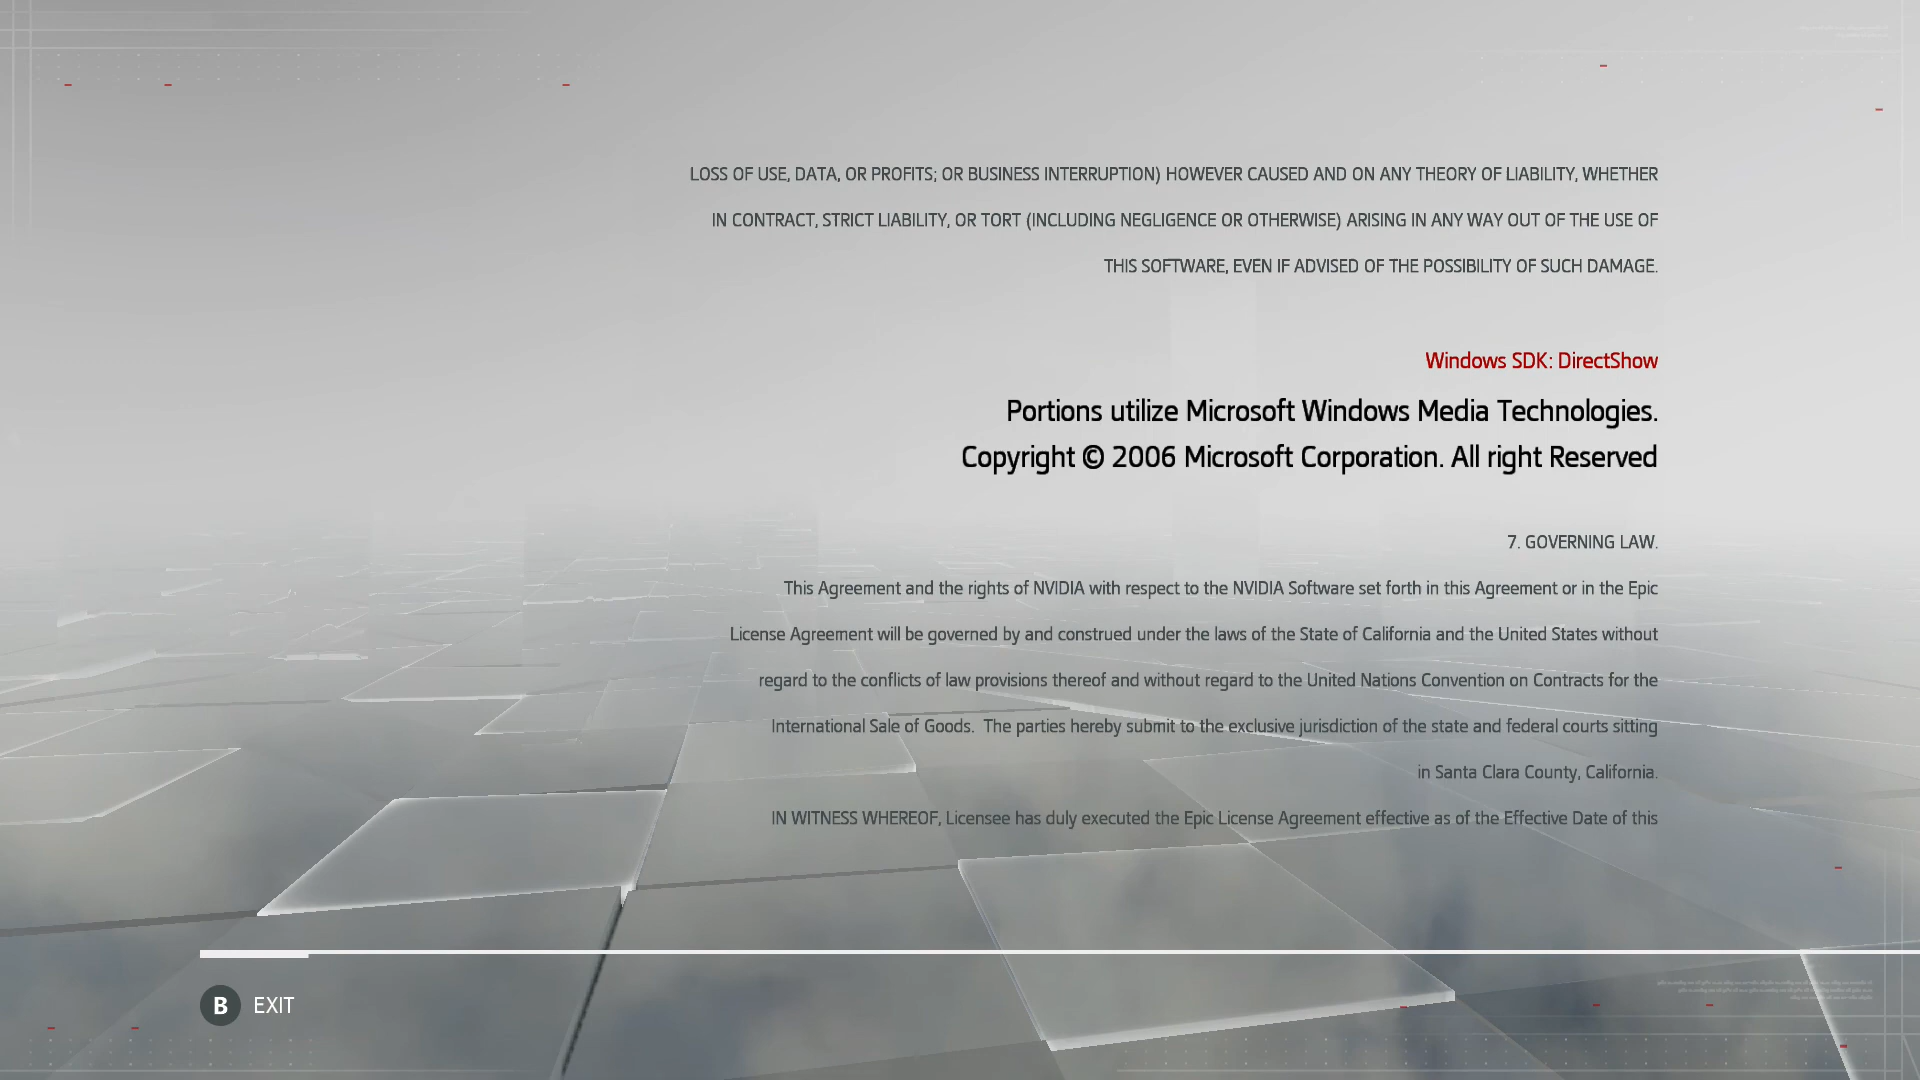 LOSS OF USE, DATA, OR PROFITS; OR BUSINESS INTERRUPTION) HOWEVER CAUSED AND ON ANY THEORY OF LIABILITY, WHETHER
IN CONTRACT, STRICT LIABILITY, OR TORT (INCLUDING NEGLIGENCE OR OTHERWISE) ARISING IN ANY WAY OUT OF THE USE OF
THIS SOFTWARE, EVEN IF ADVISED OF THE POSSIBILITY OF SUCH DAMAGE.
Windows SDK: DirectShow
Portions utilize Microsoft Windows Media Technologies.
Copyright © 2006 Microsoft Corporation. All right Reserved
7. GOVERNING LAW.
This Agreement and the rights of NVIDIA with respect to the NVIDIA Software set forth in this Agreement or in the Epic
License Agreement will be governed by and construed under the laws of the State of California and the United States without
regard to the conflicts of law provisions thereof and without regard to the United Nations Convention on Contracts for the
International Sale of Goods.  The parties hereby submit to the exclusive jurisdiction of the state and federal courts sitting
in Santa Clara County, California.
IN WITNESS WHEREOF, Licensee has duly executed the Epic License Agreement effective as of the Effective Date of this
B EXIT